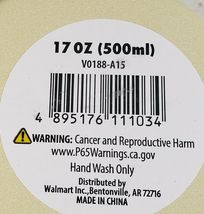 17 OZ (500ml)
V0188-A15
4 895176 111034
WARNING: Cancer and Reproductive Harm
www.P65Warnings.ca.gov
Hand Wash Only
Distributed by
Walmart Inc.,Bentonville, AR 72716
MADE IN CHINA